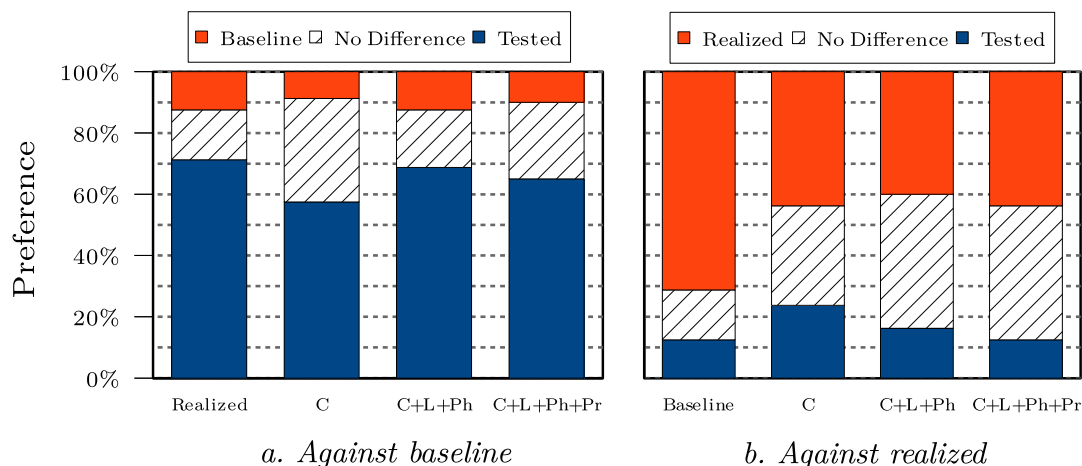 Baseline No Difference Tested
Realized No Difference Tested
Preference
100%
80%
60%
40%
20%
0%
Realized C C+L+Ph C+L+Ph+Pr
Baseline C C+L+Ph C+L+Ph+Pr
a. Against baseline
b. Against realized